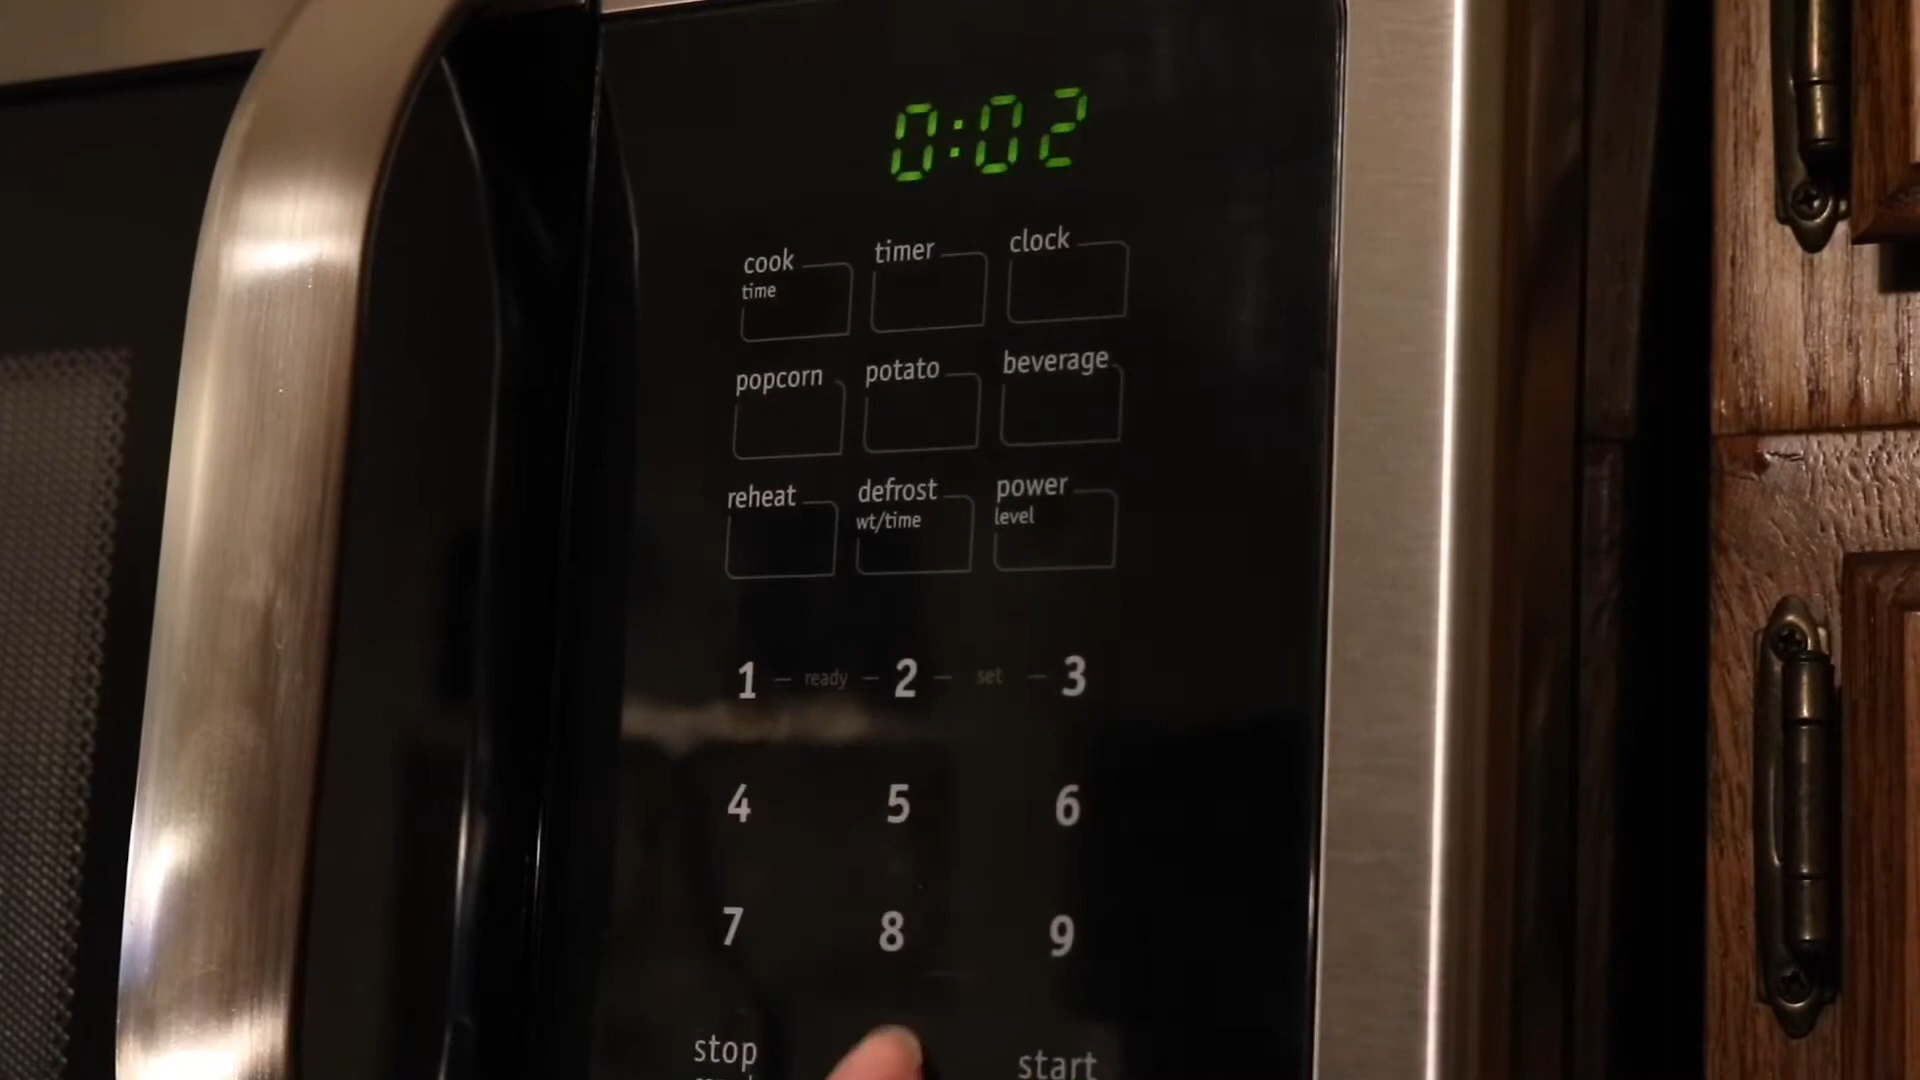 0:02
cook timer clock
time
popcorn potato beverage
reheat defrost power
wt/time level
1 – ready – 2 – set – 3
4 5 6
7 8 9
stop start